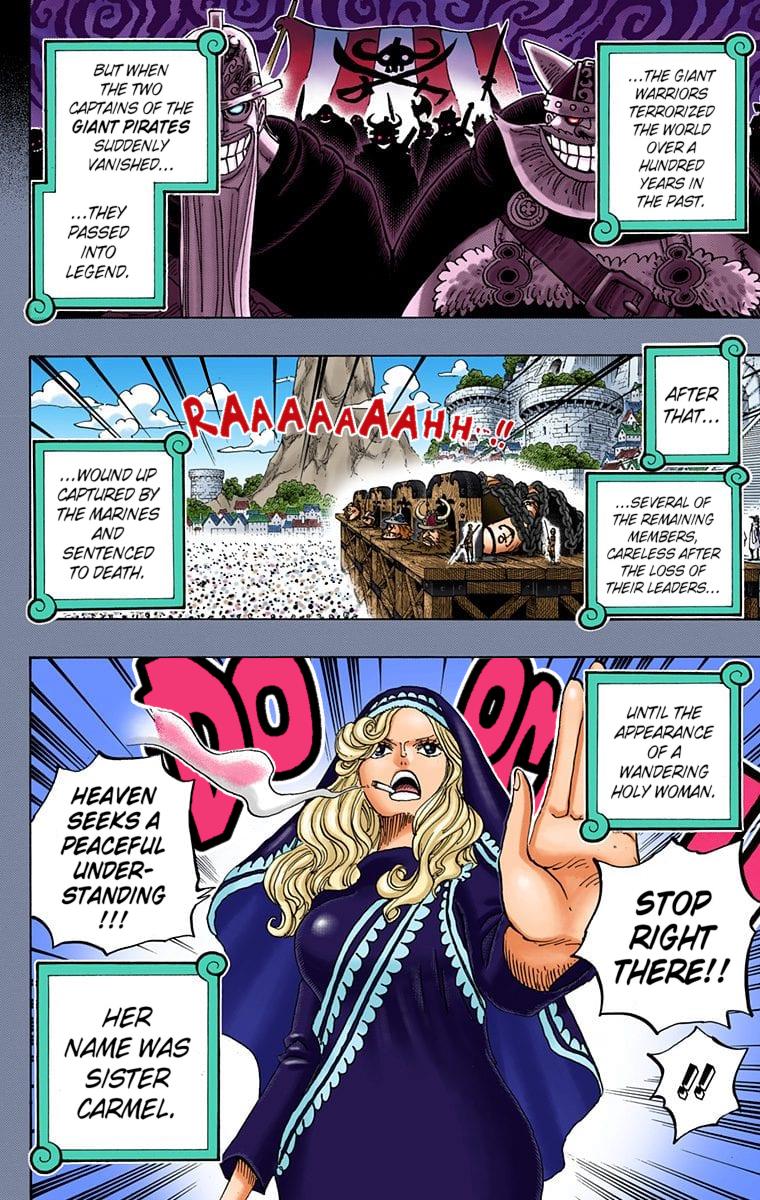 ...THE GIANT
WARRIORS
TERRORIZED
THE WORLD
OVER A
HUNDRED
YEARS IN
THE PAST.
BUT WHEN
THE TWO
CAPTAINS OF THE
GIANT PIRATES
SUDDENLY
VANISHED...
...THEY
PASSED
INTO
LEGEND.
AFTER
THAT...
...SEVERAL OF
THE REMAINING
MEMBERS,
CARELESS AFTER
THE LOSS OF
THEIR LEADERS...
RAAAAAAAHH...!!
...WOUND UP
CAPTURED BY
THE MARINES
AND
SENTENCED
TO DEATH.
UNTIL THE
APPEARANCE
OF A
WANDERING
HOLY WOMAN.
DOOM
STOP
RIGHT
THERE!!
HEAVEN
SEEKS A
PEACEFUL
UNDER-
STANDING
!!!
!!
HER
NAME WAS
SISTER
CARMEL.